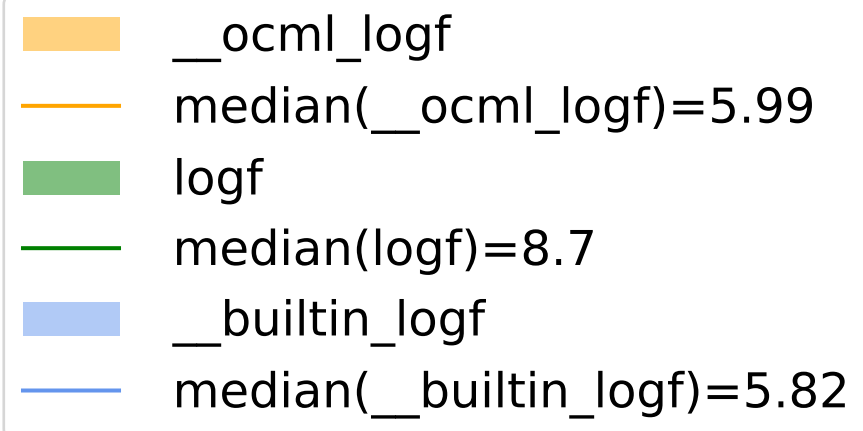 __ocml_logf
median(__ocml_logf)=5.99
logf
median(logf)=8.7
__builtin_logf
median(__builtin_logf)=5.82